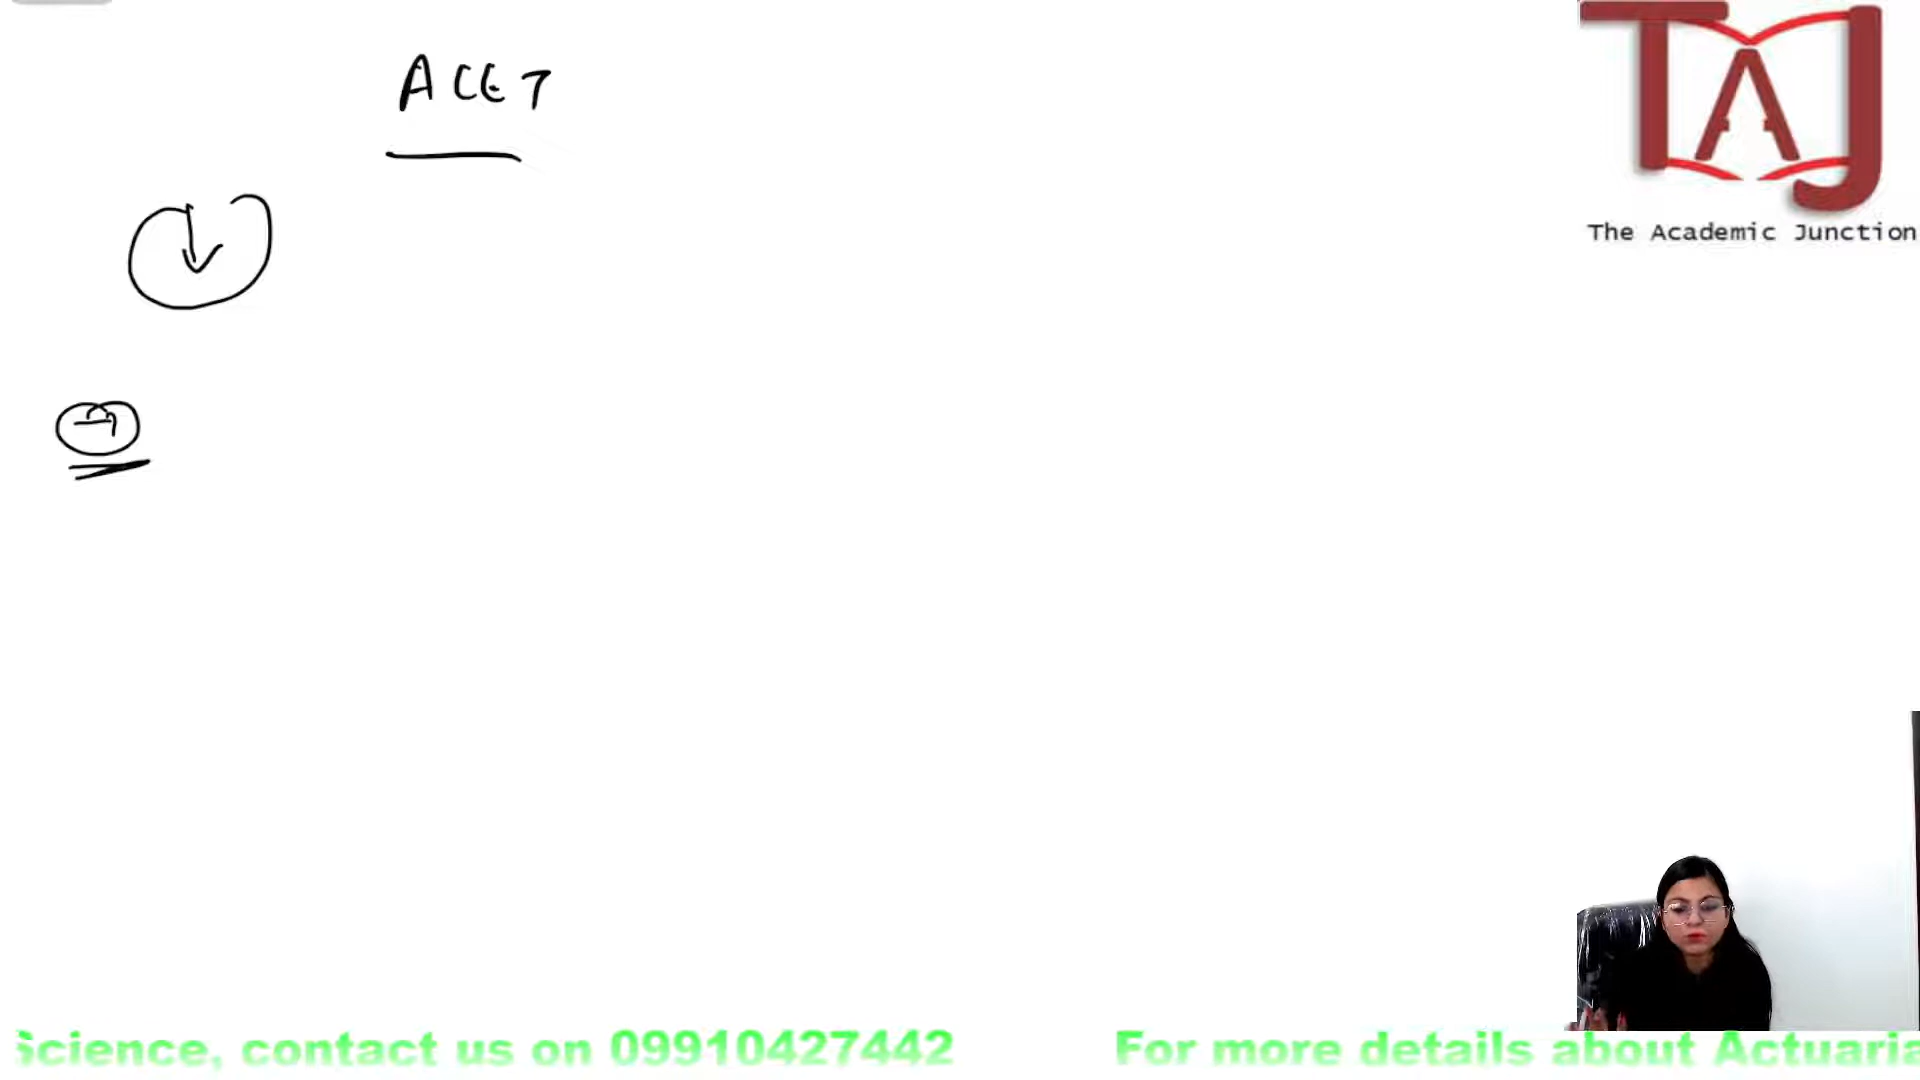 ACET
TAJ
The Academic Junction
Science, contact us on 09910427442 For more details about Actuaria